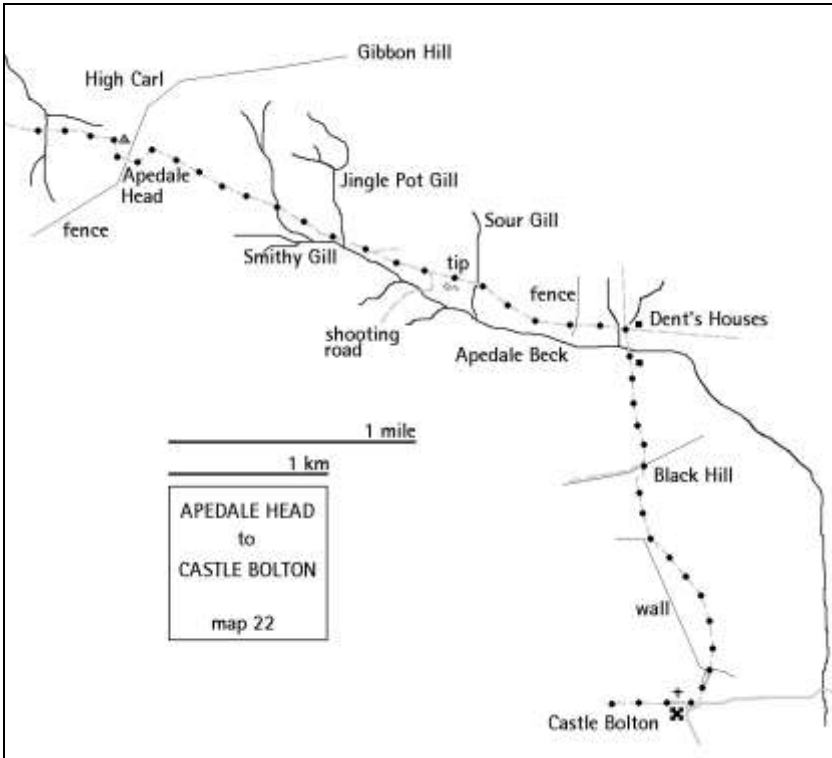 Gibbon Hill
High Carl
Apedale
Head
Jingle Pot Gill
Sour Gill
fence
Smithy Gill
tip
fence
Dent's Houses
shooting
road
Apedale Beck
1 mile
1 km
Black Hill
APEDALE HEAD
to
CASTLE BOLTON
map 22
wall
Castle Bolton